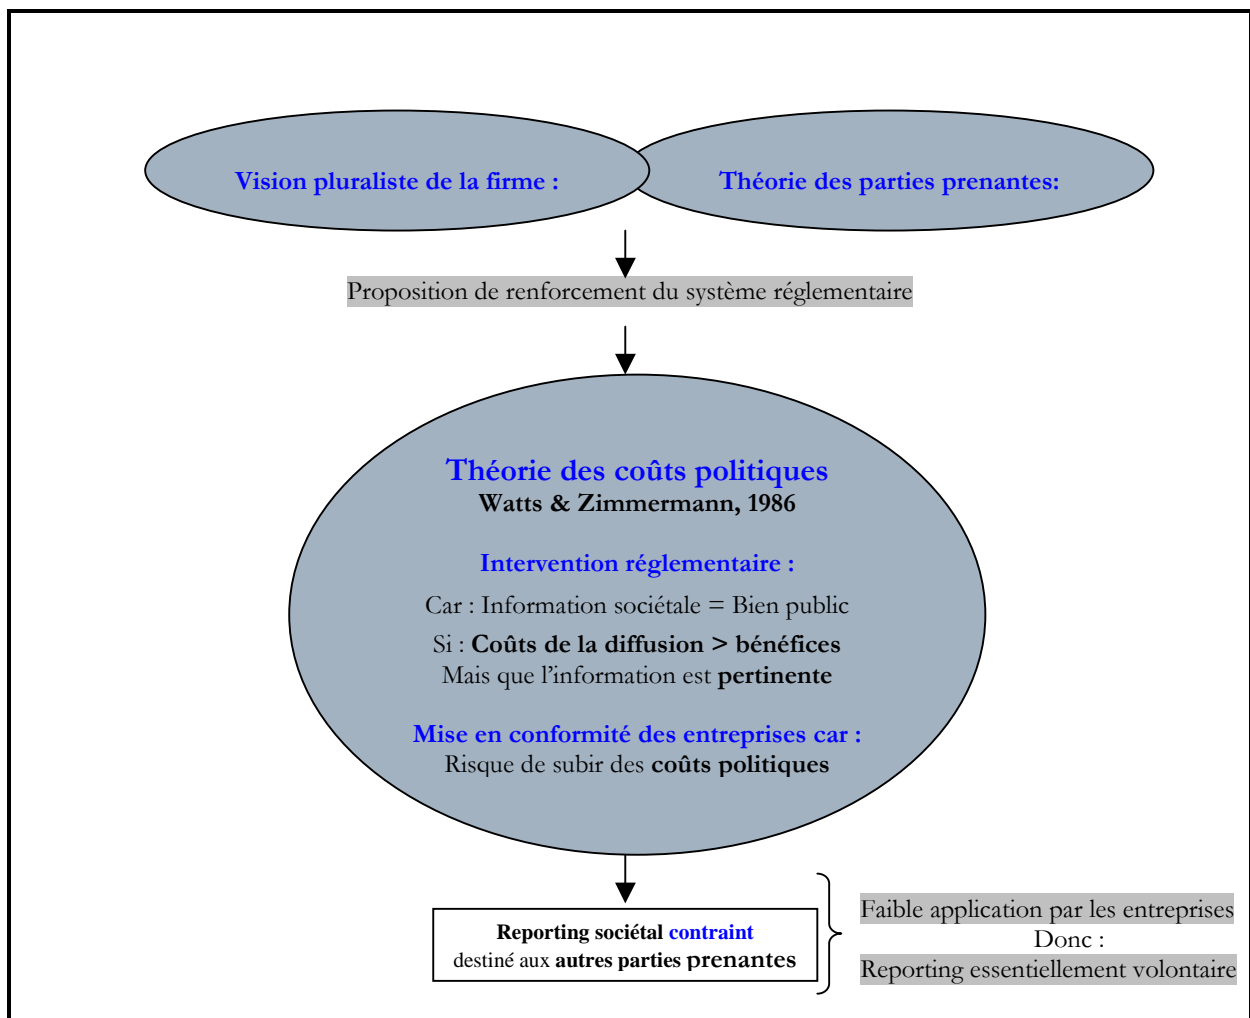 Vision pluraliste de la firme :
Théorie des parties prenantes:
Proposition de renforcement du système réglementaire
Théorie des coûts politiques
Watts & Zimmermann, 1986
Intervention réglementaire :
Car : Information sociétale = Bien public
Si : Coûts de la diffusion > bénéfices
Mais que l'information est pertinente
Mise en conformité des entreprises car :
Risque de subir des coûts politiques
Reporting sociétal contraint
destiné aux autres parties prenantes
Faible application par les entreprises
Donc :
Reporting essentiellement volontaire